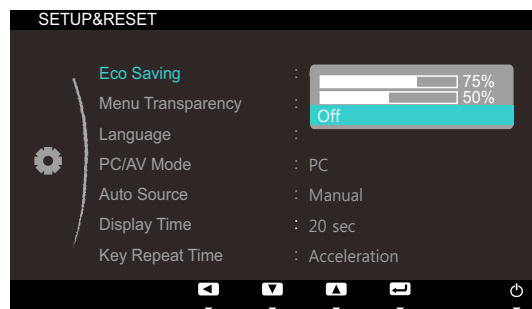 SETUP&RESET
Eco Saving :
75%
50%
Off
Menu Transparency :
Language :
PC/AV Mode : PC
Auto Source : Manual
Display Time : 20 sec
Key Repeat Time : Acceleration